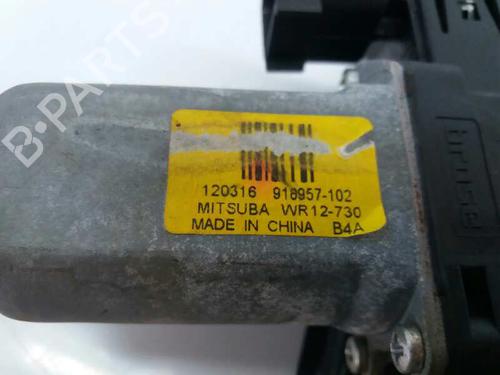 B-PARTS
120316 918957-102
MITSUBA WR12-730
MADE IN CHINA B4A
brose